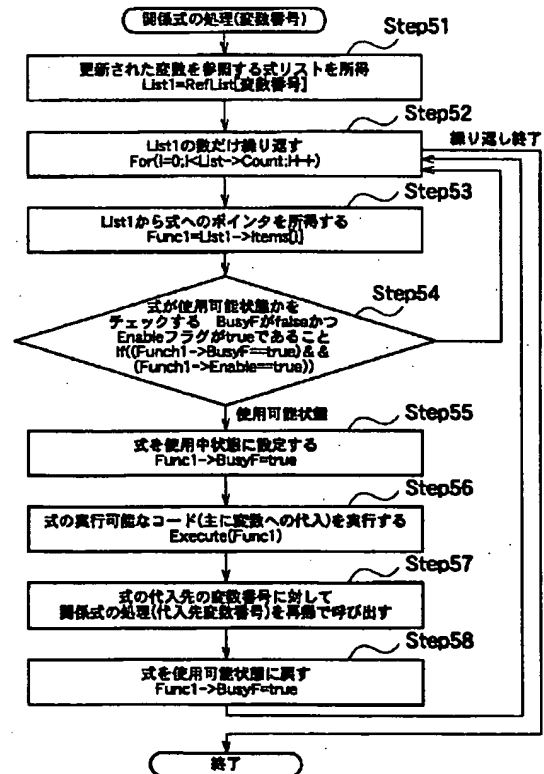 関係式の処理(変数番号)
Step51
更新された変数を参照する式リストを所得
List1=RefList[変数番号]
Step52
List1の数だけ繰り返す
For(i=0;i<List->Count;i++)
繰り返し終了
Step53
List1から式へのポインタを所得する
Func1=List1->Items[i]
Step54
式が使用可能状態かを
チェックする BusyFがfalseかつ
Enableフラグがtrueであること
If((Funch1->BusyF==true)&&
(Funch1->Enable==true))
使用可能状態
Step55
式を使用中状態に設定する
Func1->BusyF=true
Step56
式の実行可能なコード(主に変数への代入)を実行する
Execute(Func1)
Step57
式の代入先の変数番号に対して
関係式の処理(代入先変数番号)を再帰で呼び出す
Step58
式を使用可能状態に戻す
Func1->BusyF=true
終了